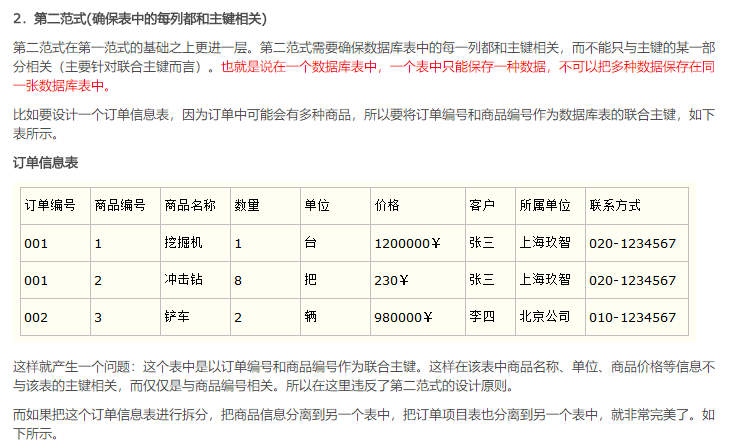 2．第二范式(确保表中的每列都和主键相关)
第二范式在第一范式的基础之上更进一层。第二范式需要确保数据库表中的每一列都和主键相关，而不能只与主键的某一部
分相关（主要针对联合主键而言）。也就是说在一个数据库表中，一个表中只能保存一种数据，不可以把多种数据保存在同
一张数据库表中。
比如要设计一个订单信息表，因为订单中可能会有多种商品，所以要将订单编号和商品编号作为数据库表的联合主键，如下
表所示。
订单信息表
订单编号 商品编号 商品名称 数量 单位 价格 客户 所属单位 联系方式
001 1 挖掘机 1 台 1200000￥ 张三 上海玖智 020-1234567
001 2 冲击钻 8 把 230￥ 张三 上海玖智 020-1234567
002 3 铲车 2 辆 980000￥ 李四 北京公司 010-1234567
这样就产生一个问题：这个表中是以订单编号和商品编号作为联合主键。这样在该表中商品名称、单位、商品价格等信息不
与该表的主键相关，而仅仅是与商品编号相关。所以在这里违反了第二范式的设计原则。
而如果把这个订单信息表进行拆分，把商品信息分离到另一个表中，把订单项目表也分离到另一个表中，就非常完美了。如
下所示。